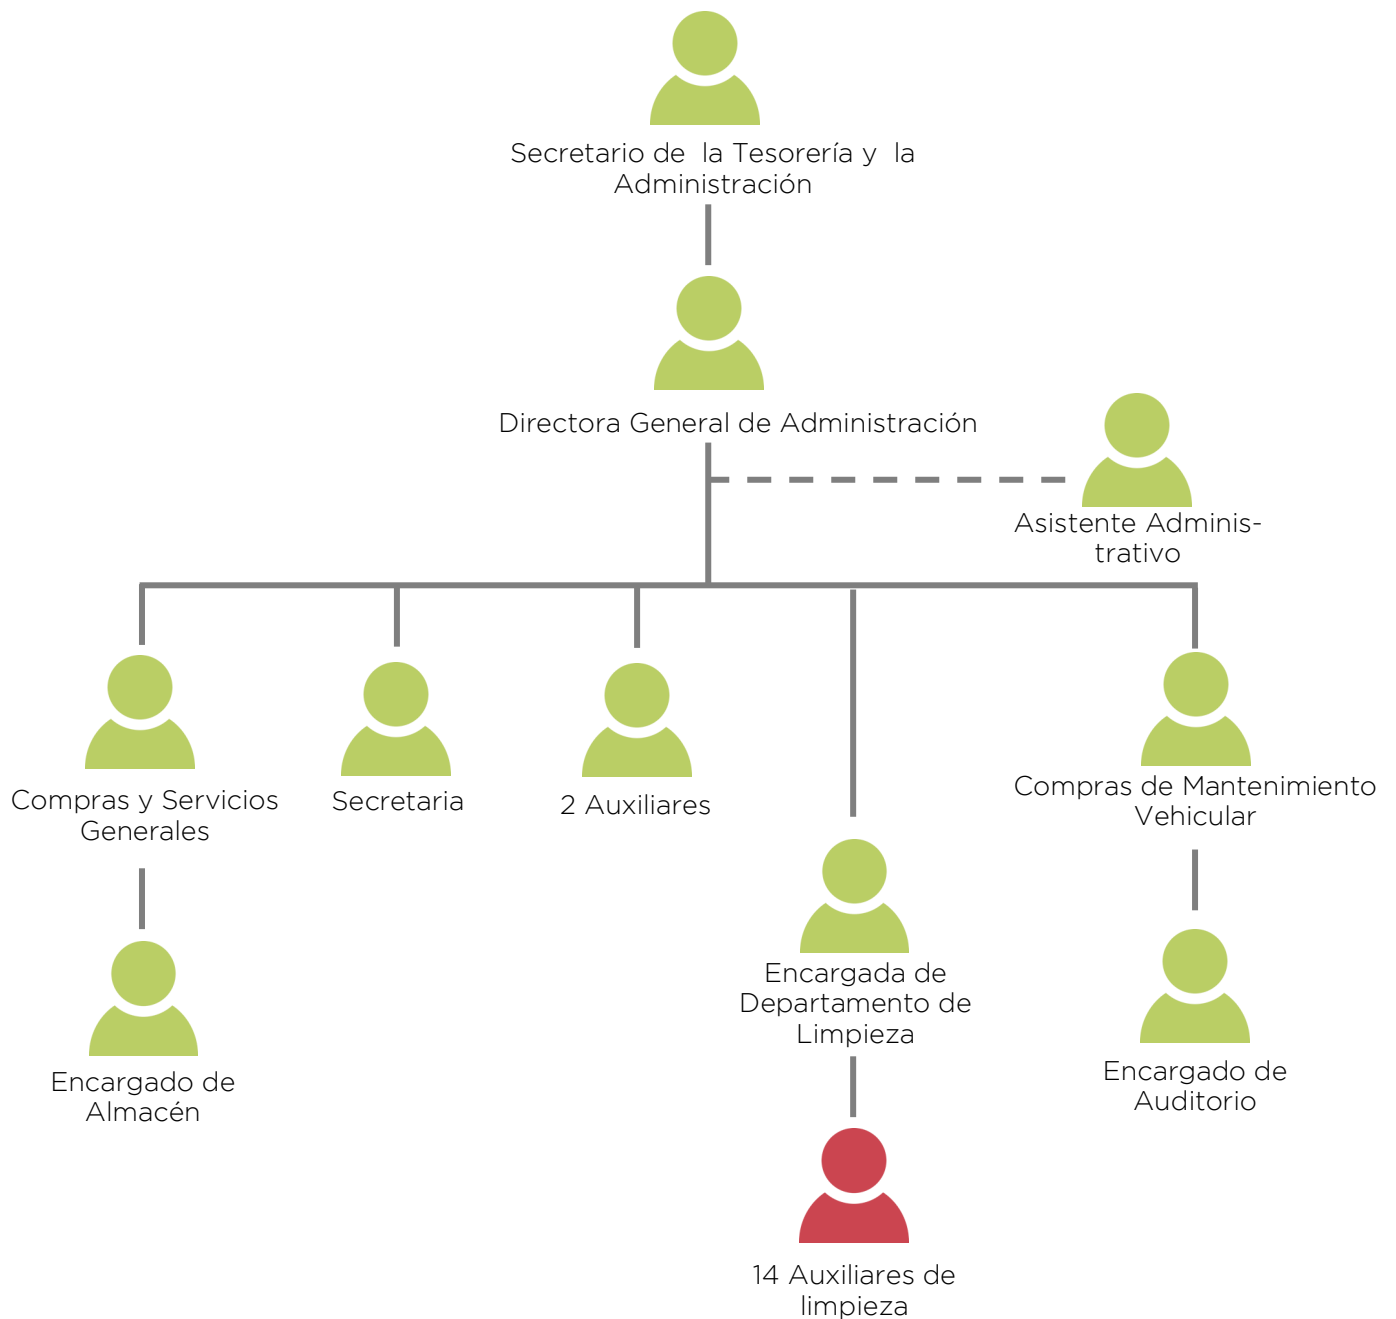 Secretario de  la Tesorería y  la
Administración
Directora General de Administración
Asistente Adminis-
trativo
Compras y Servicios
Generales
Secretaria
2 Auxiliares
Compras de Mantenimiento
Vehicular
Encargada de
Departamento de
Limpieza
Encargado de
Almacén
Encargado de
Auditorio
14 Auxiliares de
limpieza